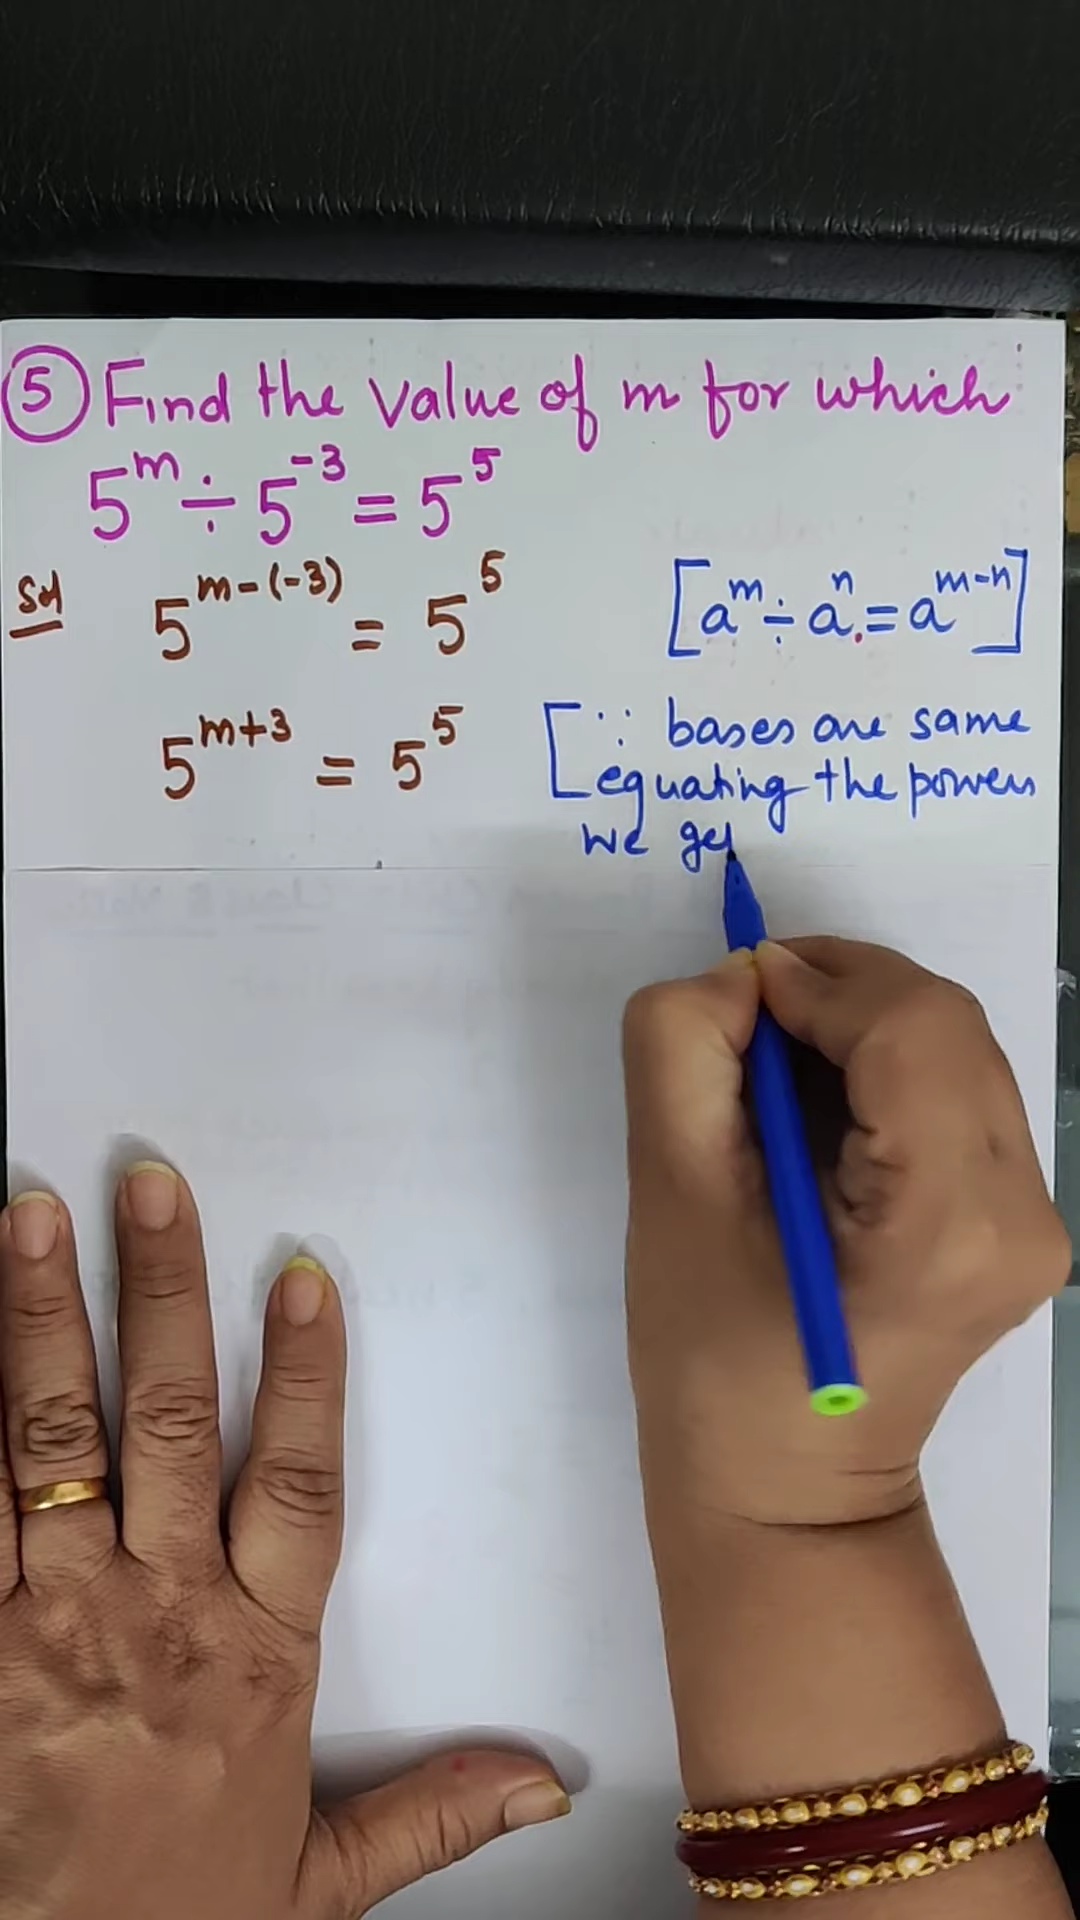 ⑤ Find the value of m for which
5^m ÷ 5^-3 = 5^5
Sol 5^m-(-3) = 5^5 [a^m ÷ a^n = a^m-n]
5^m+3 = 5^5 [∵ bases are same
equating the powers
we get